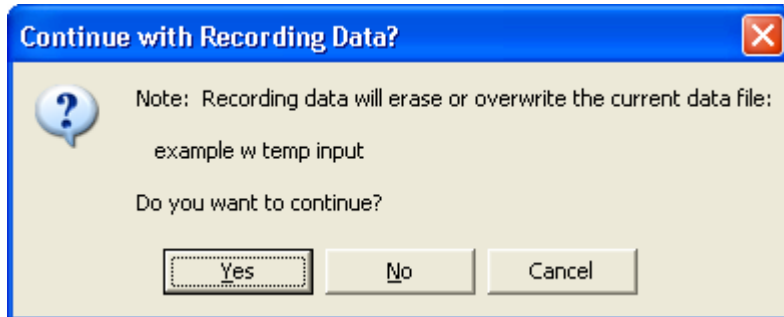 Continue with Recording Data?
Note:  Recording data will erase or overwrite the current data file:
example w temp input
Do you want to continue?
Yes No Cancel